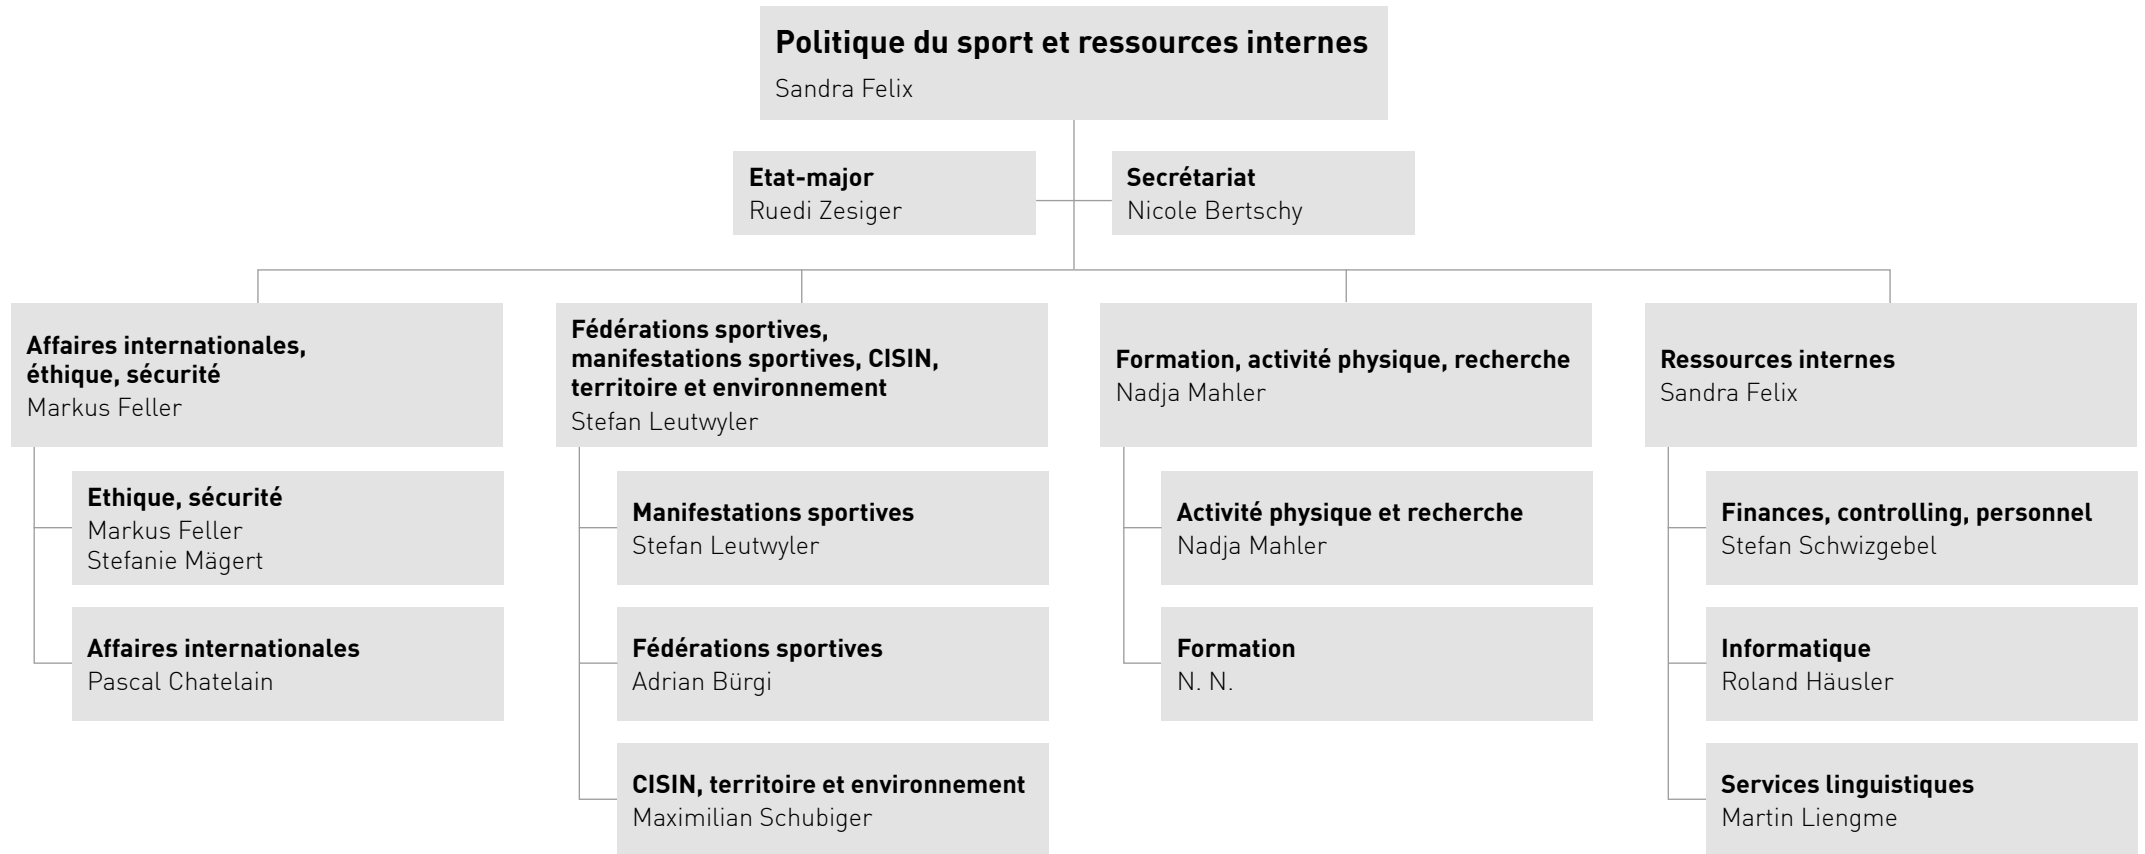 Politique du sport et ressources internes
Sandra Felix
Etat-major
Ruedi Zesiger
Secrétariat
Nicole Bertschy
Affaires internationales,
éthique, sécurité
Markus Feller
Ethique, sécurité
Markus Feller
Stefanie Mägert
Affaires internationales
Pascal Chatelain
Fédérations sportives,
manifestations sportives, CISIN,
territoire et environnement
Stefan Leutwyler
Manifestations sportives
Stefan Leutwyler
Fédérations sportives
Adrian Bürgi
CISIN, territoire et environnement
Maximilian Schubiger
Formation, activité physique, recherche
Nadja Mahler
Activité physique et recherche
Nadja Mahler
Formation
N. N.
Ressources internes
Sandra Felix
Finances, controlling, personnel
Stefan Schwizgebel
Informatique
Roland Häusler
Services linguistiques
Martin Liengme